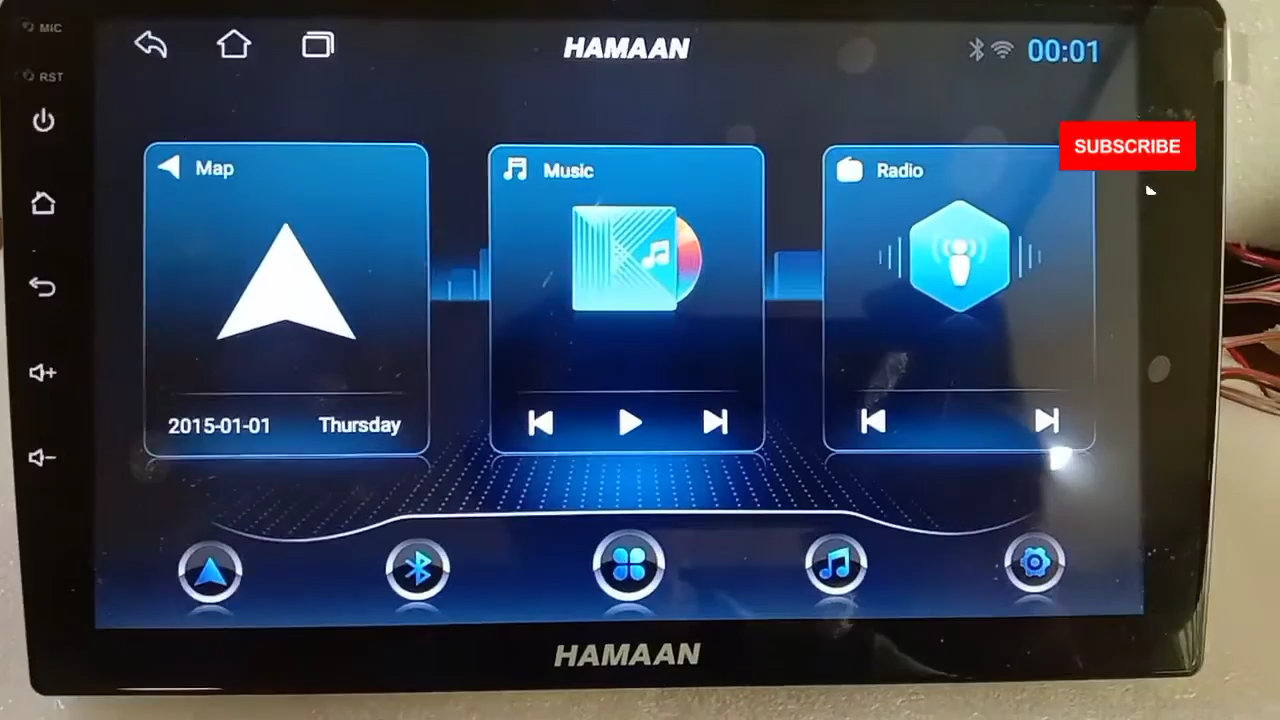 MIC
HAMAAN
00:01
RST
SUBSCRIBE
Map
Music
Radio
2015-01-01
Thursday
HAMAAN